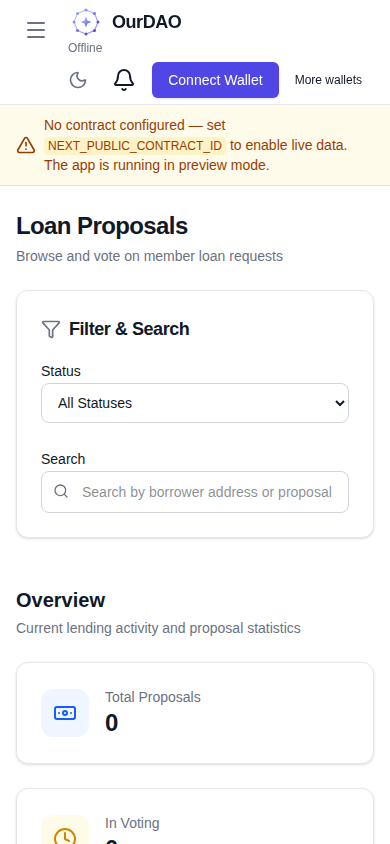 OurDAO
Offline
Connect Wallet
More wallets
No contract configured — set
NEXT_PUBLIC_CONTRACT_ID to enable live data.
The app is running in preview mode.
Loan Proposals
Browse and vote on member loan requests
Filter & Search
Status
All Statuses
Search
Search by borrower address or proposal
Overview
Current lending activity and proposal statistics
Total Proposals
0
In Voting